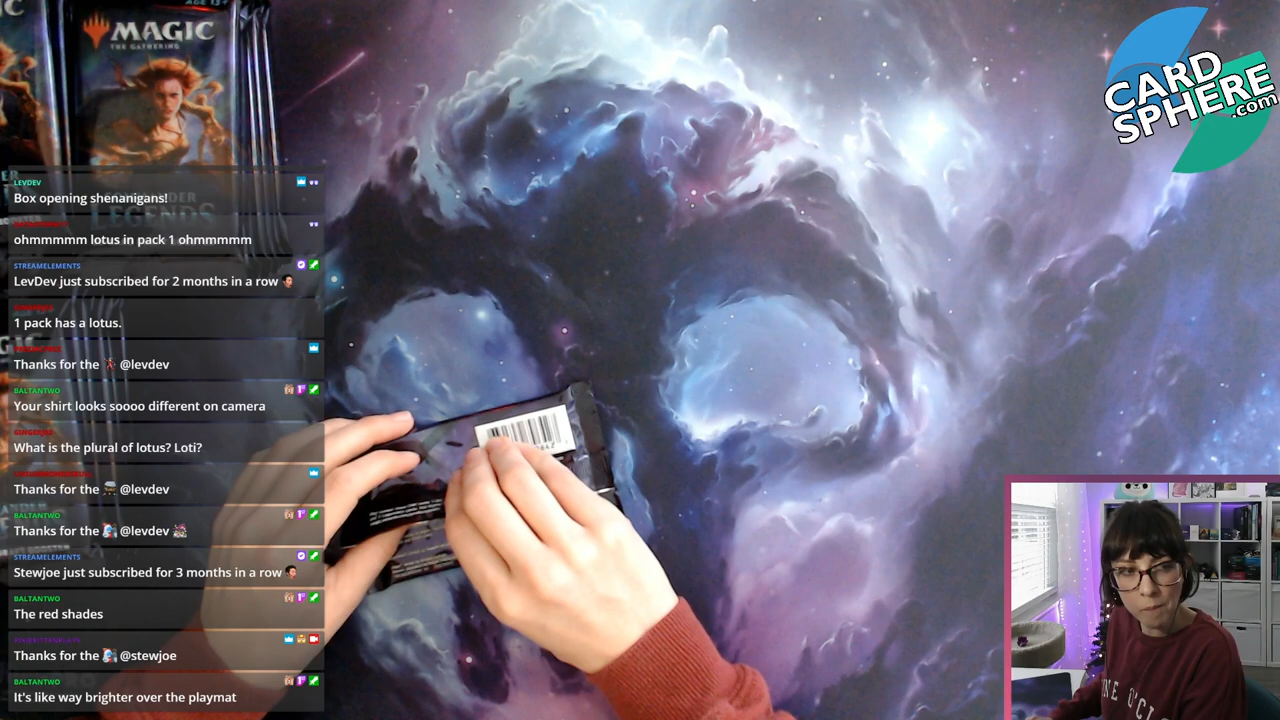 AGE 13+
MAGIC
THE GATHERING
LEGENDS
CARD
SPHERE
.com
LEVDEV
Box opening shenanigans!
ohmmmmm lotus in pack 1 ohmmmmm
STREAMELEMENTS
LevDev just subscribed for 2 months in a row
1 pack has a lotus.
Thanks for the @levdev
BALTANTWO
Your shirt looks soooo different on camera
What is the plural of lotus? Loti?
Thanks for the @levdev
BALTANTWO
Thanks for the @levdev
STREAMELEMENTS
Stewjoe just subscribed for 3 months in a row
BALTANTWO
The red shades
Thanks for the @stewjoe
BALTANTWO
It's like way brighter over the playmat